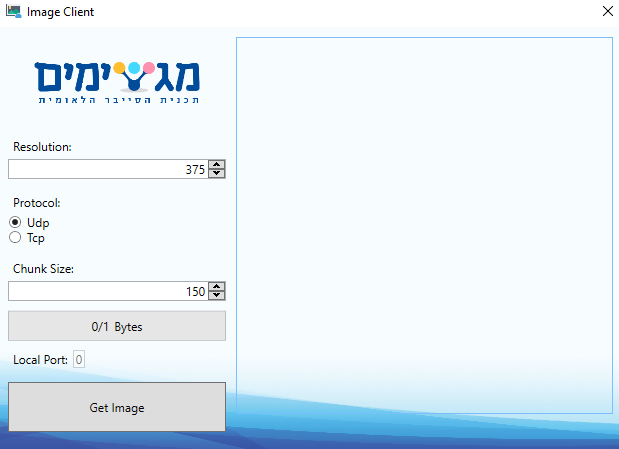 Image Client
מגשימים
תכנית הסייבר הלאומית
Resolution:
375
Protocol:
Udp
Tcp
Chunk Size:
150
0/1 Bytes
Local Port: 0
Get Image